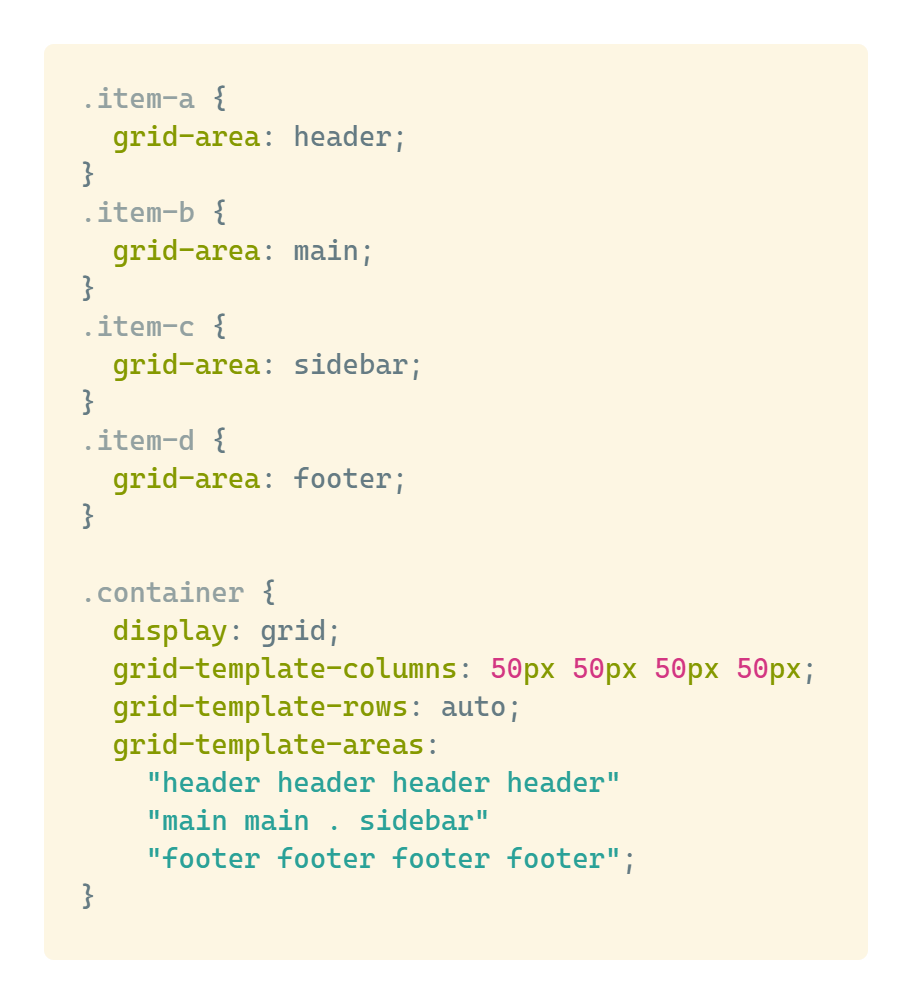 .item-a {
  grid-area: header;
}
.item-b {
  grid-area: main;
}
.item-c {
  grid-area: sidebar;
}
.item-d {
  grid-area: footer;
}

.container {
  display: grid;
  grid-template-columns: 50px 50px 50px 50px;
  grid-template-rows: auto;
  grid-template-areas:
    "header header header header"
    "main main . sidebar"
    "footer footer footer footer";
}